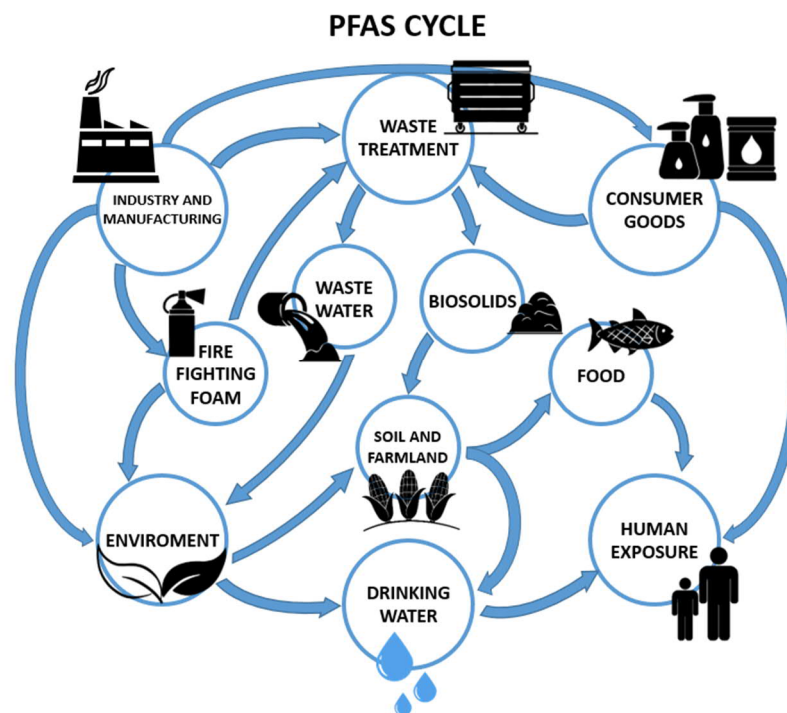 PFAS CYCLE
WASTE
TREATMENT
INDUSTRY AND
MANUFACTURING
CONSUMER
GOODS
WASTE
WATER
BIOSOLIDS
FIRE
FIGHTING
FOAM
FOOD
SOIL AND
FARMLAND
ENVIROMENT
HUMAN
EXPOSURE
DRINKING
WATER